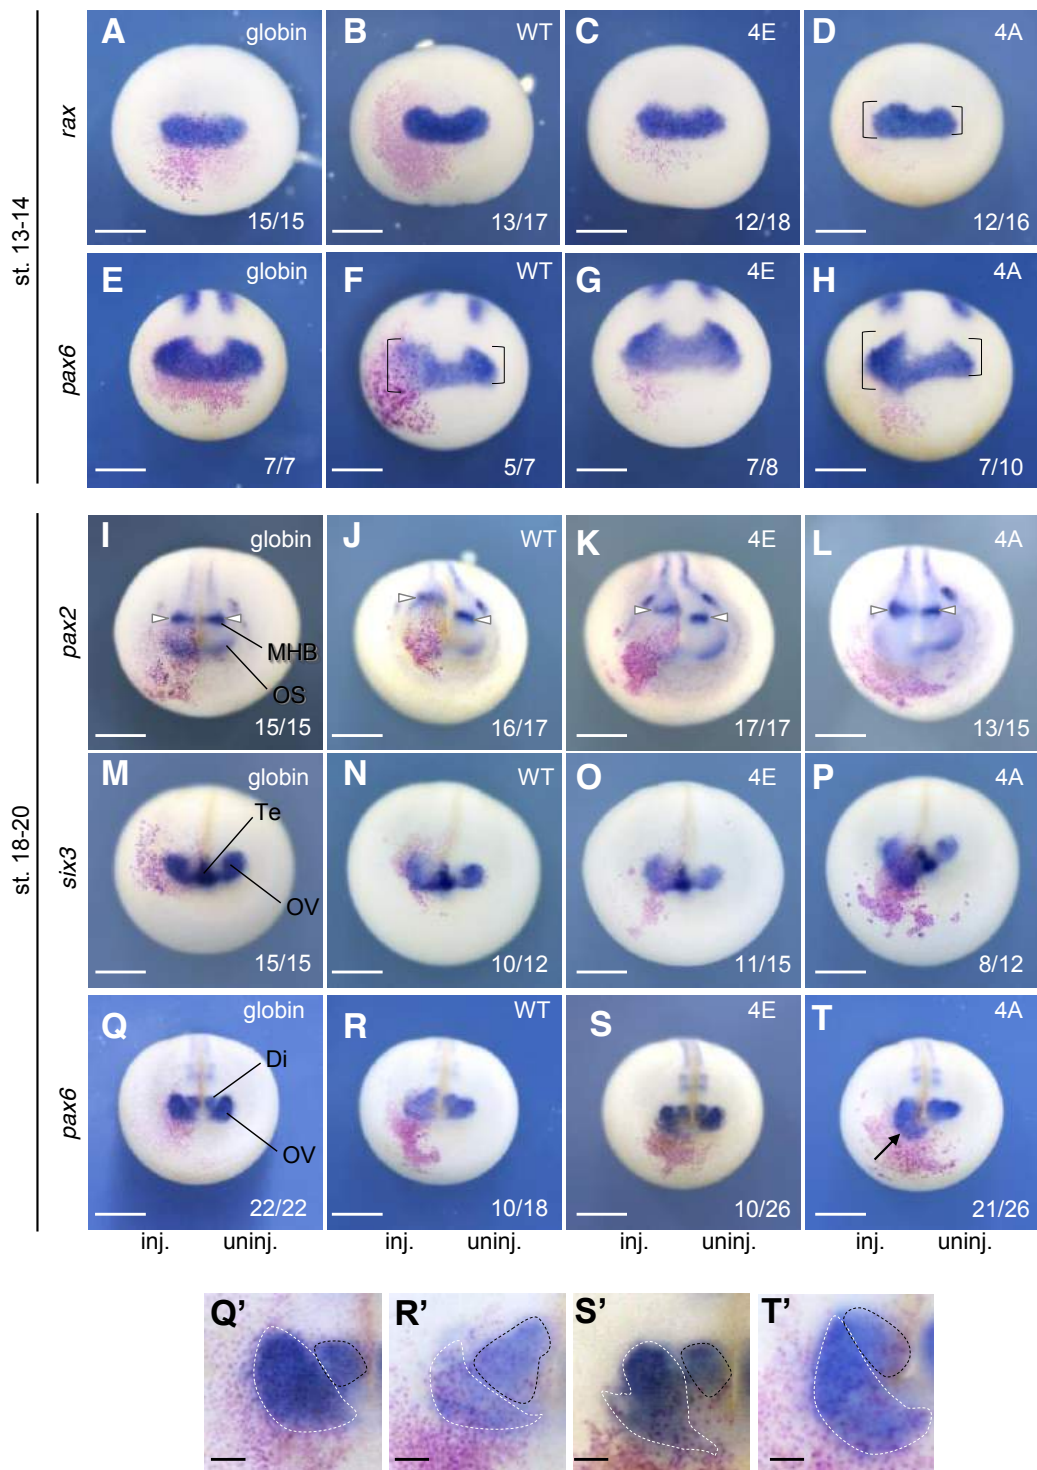 A globin
B WT
C 4E
D 4A
rax
15/15
13/17
12/18
12/16
st. 13-14
E globin
F WT
G 4E
H 4A
pax6
7/7
5/7
7/8
7/10
I globin
J WT
K 4E
L 4A
pax2
MHB
OS
15/15
16/17
17/17
13/15
st. 18-20
M globin
N WT
O 4E
P 4A
six3
Te
OV
15/15
10/12
11/15
8/12
Q globin
R WT
S 4E
T 4A
pax6
Di
OV
22/22
10/18
10/26
21/26
inj. uninj. inj. uninj. inj. uninj. inj. uninj.
Q’ R’ S’ T’